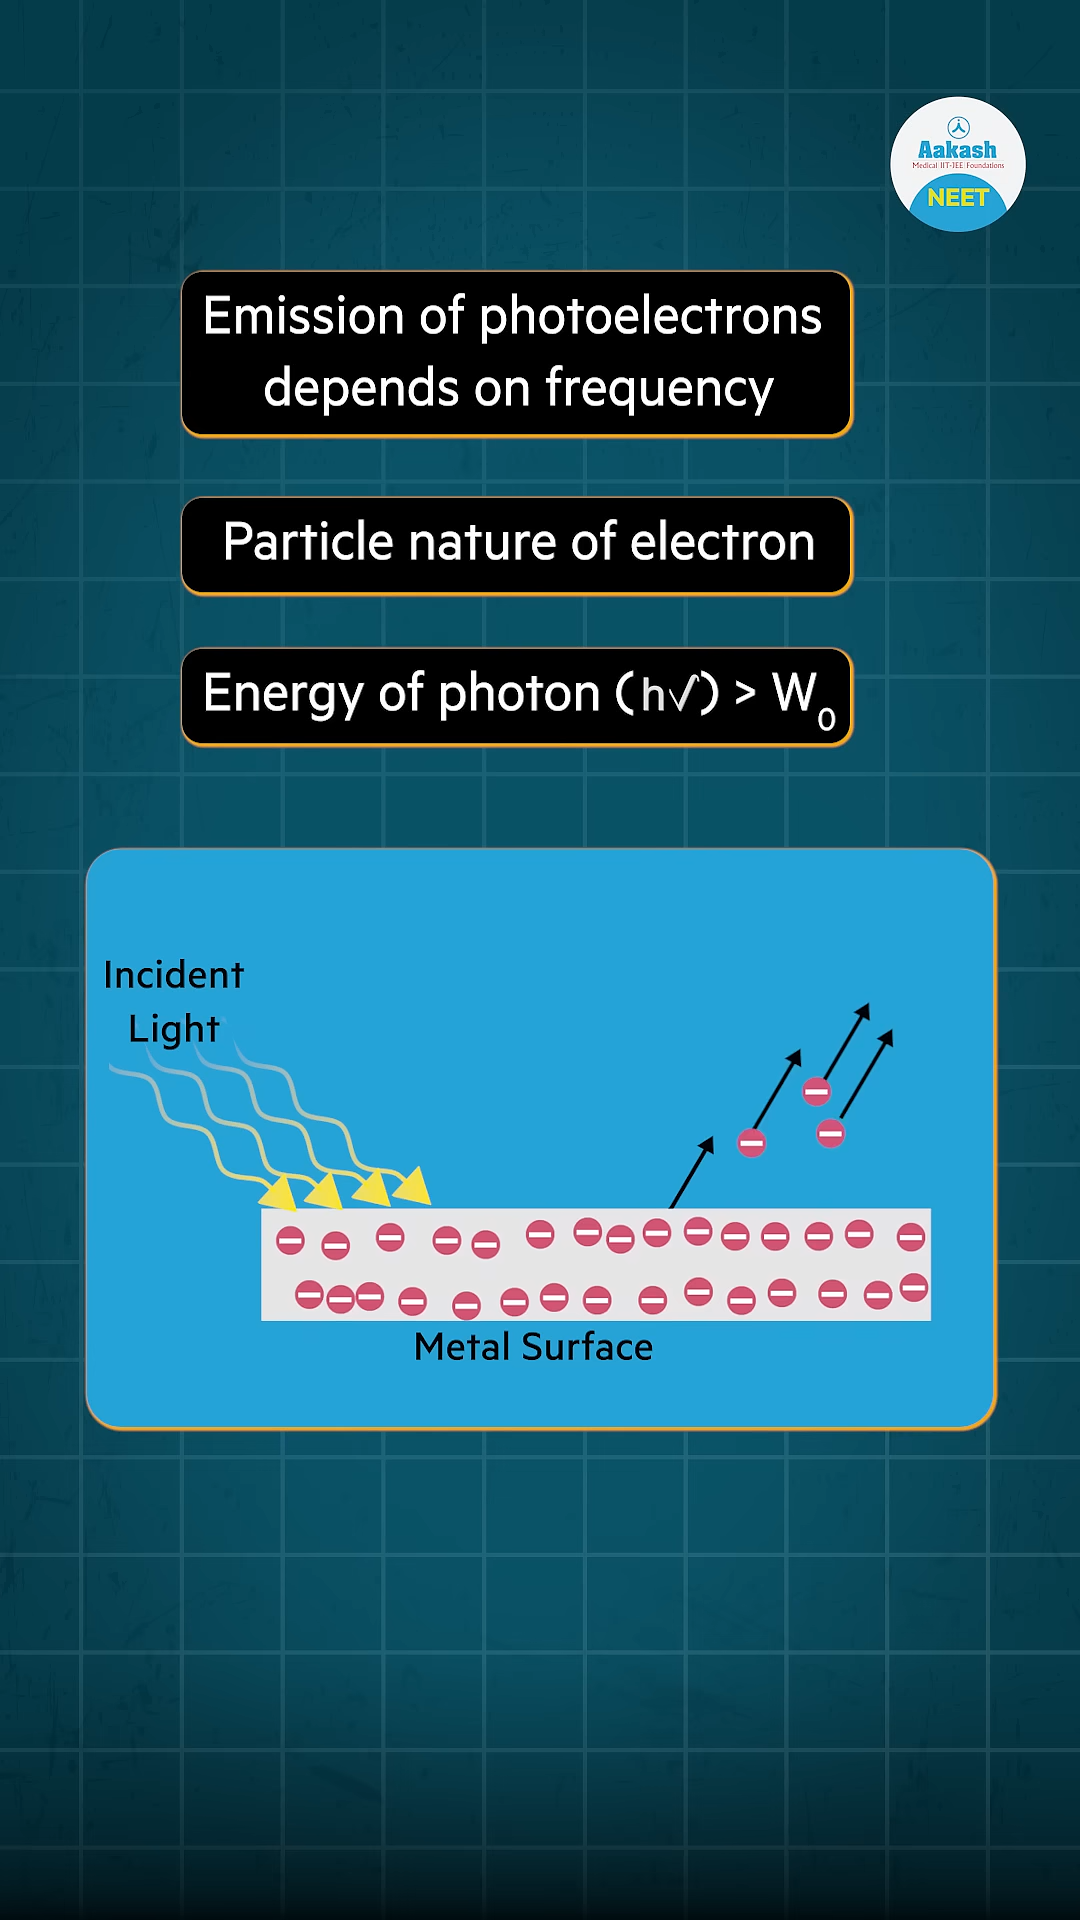 Aakash
Medical|IIT-JEE|Foundations
NEET
Emission of photoelectrons
depends on frequency
Particle nature of electron
Energy of photon (h√) > W₀
Incident
Light
Metal Surface